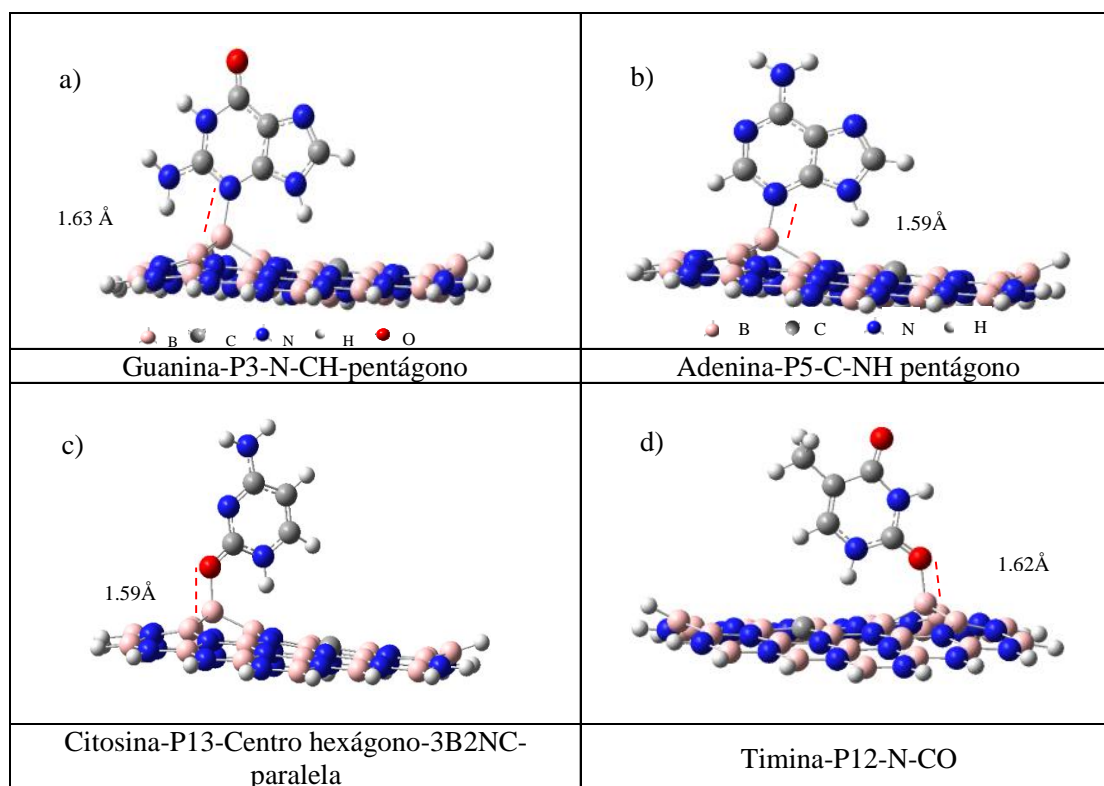 a)
1.63 Å
B C N H O
Guanina-P3-N-CH-pentágono
b)
1.59Å
B C N H
Adenina-P5-C-NH pentágono
c)
1.59Å
Citosina-P13-Centro hexágono-3B2NC-
paralela
d)
1.62Å
Timina-P12-N-CO